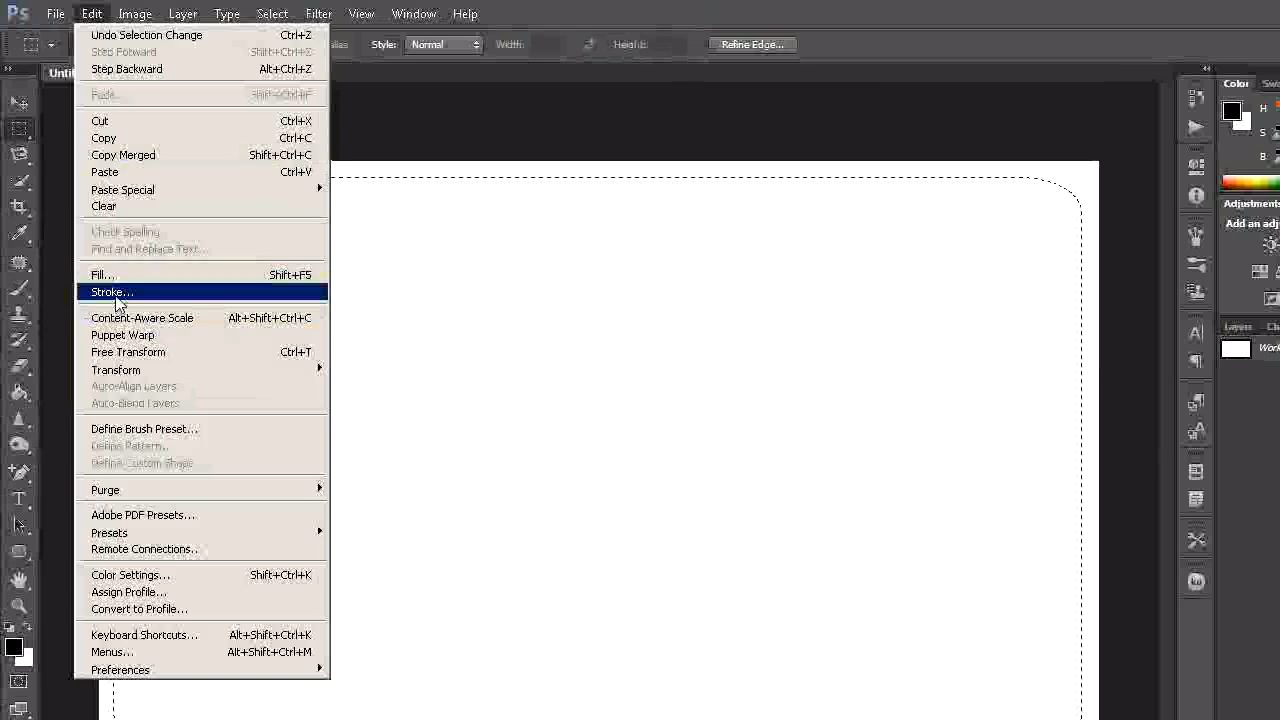 Ps File Edit Image Layer Type Select Filter View Window Help
Style: Normal Width: Height: Refine Edge...
Undo Selection Change Ctrl+Z
Step Forward Shift+Ctrl+Z
Step Backward Alt+Ctrl+Z
Fade... Shift+Ctrl+F
Cut Ctrl+X
Copy Ctrl+C
Copy Merged Shift+Ctrl+C
Paste Ctrl+V
Paste Special
Clear
Check Spelling...
Find and Replace Text...
Fill... Shift+F5
Stroke...
Content-Aware Scale Alt+Shift+Ctrl+C
Puppet Warp
Free Transform Ctrl+T
Transform
Auto-Align Layers...
Auto-Blend Layers...
Define Brush Preset...
Define Pattern...
Define Custom Shape...
Purge
Adobe PDF Presets...
Presets
Remote Connections...
Color Settings... Shift+Ctrl+K
Assign Profile...
Convert to Profile...
Keyboard Shortcuts... Alt+Shift+Ctrl+K
Menus... Alt+Shift+Ctrl+M
Preferences
Color
H
S
B
Adjustments
Add an adj
Layers